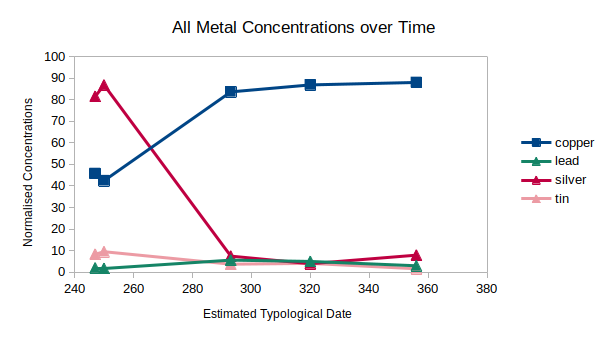 All Metal Concentrations over Time
100
90
80
70
60
50
40
30
20
10
0
Normalised Concentrations
240 260 280 300 320 340 360 380
Estimated Typological Date
copper
lead
silver
tin